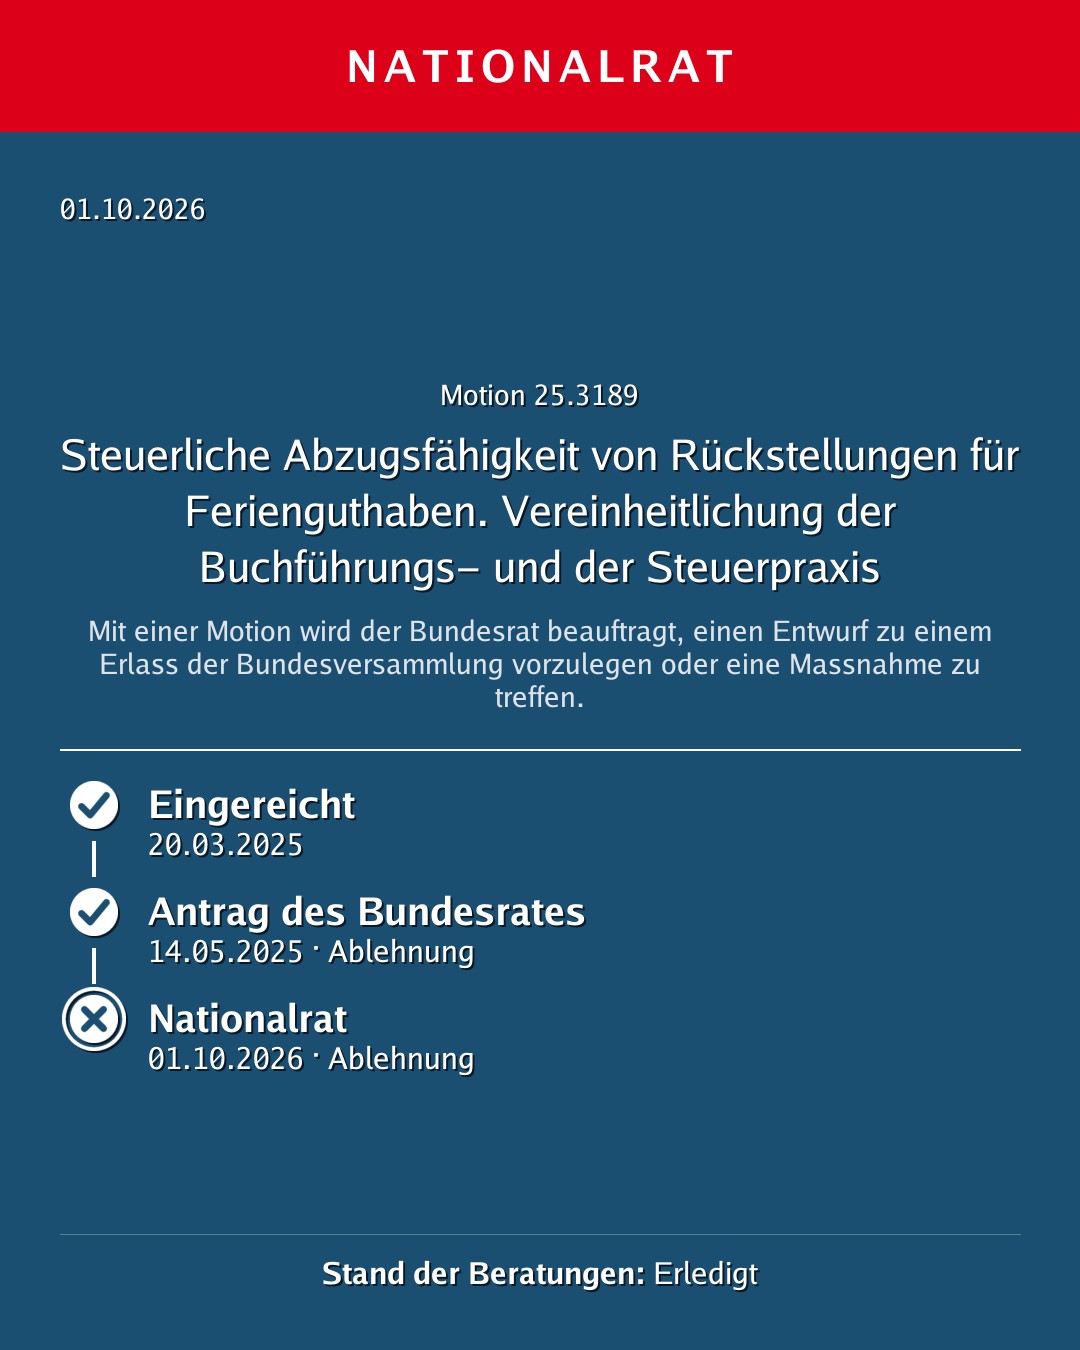 NATIONALRAT
01.10.2026
Motion 25.3189
Steuerliche Abzugsfähigkeit von Rückstellungen für
Ferienguthaben. Vereinheitlichung der
Buchführungs– und der Steuerpraxis
Mit einer Motion wird der Bundesrat beauftragt, einen Entwurf zu einem
Erlass der Bundesversammlung vorzulegen oder eine Massnahme zu
treffen.
Eingereicht
20.03.2025
Antrag des Bundesrates
14.05.2025 · Ablehnung
Nationalrat
01.10.2026 · Ablehnung
Stand der Beratungen: Erledigt